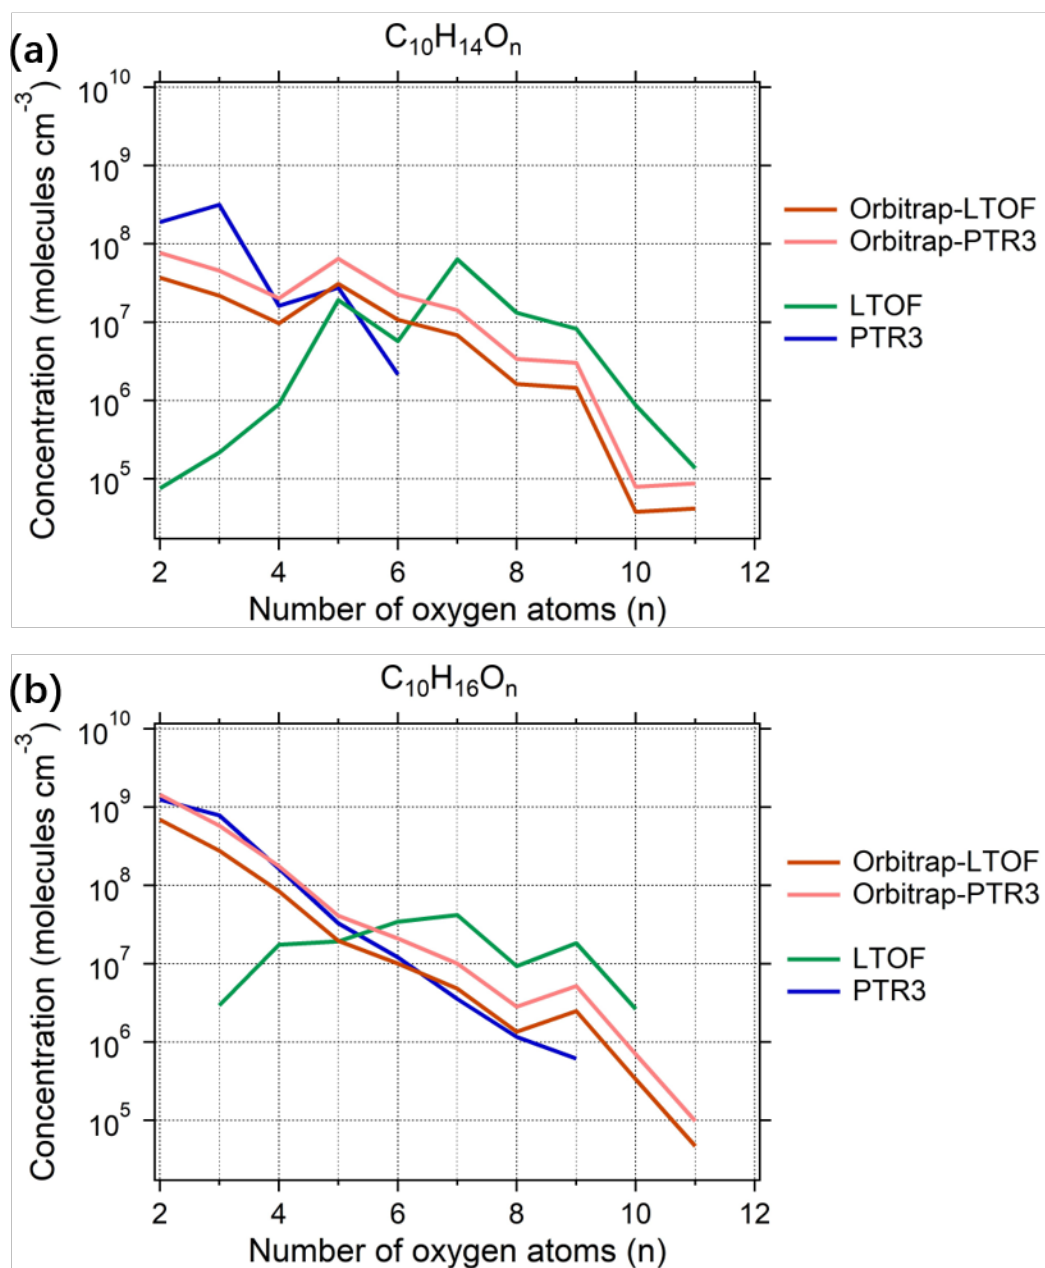 (a)
C10H14On
Concentration (molecules cm-3)
10^10
10^9
10^8
10^7
10^6
10^5
2 4 6 8 10 12
Number of oxygen atoms (n)
Orbitrap-LTOF
Orbitrap-PTR3
LTOF
PTR3
(b)
C10H16On
Concentration (molecules cm-3)
10^10
10^9
10^8
10^7
10^6
10^5
2 4 6 8 10 12
Number of oxygen atoms (n)
Orbitrap-LTOF
Orbitrap-PTR3
LTOF
PTR3